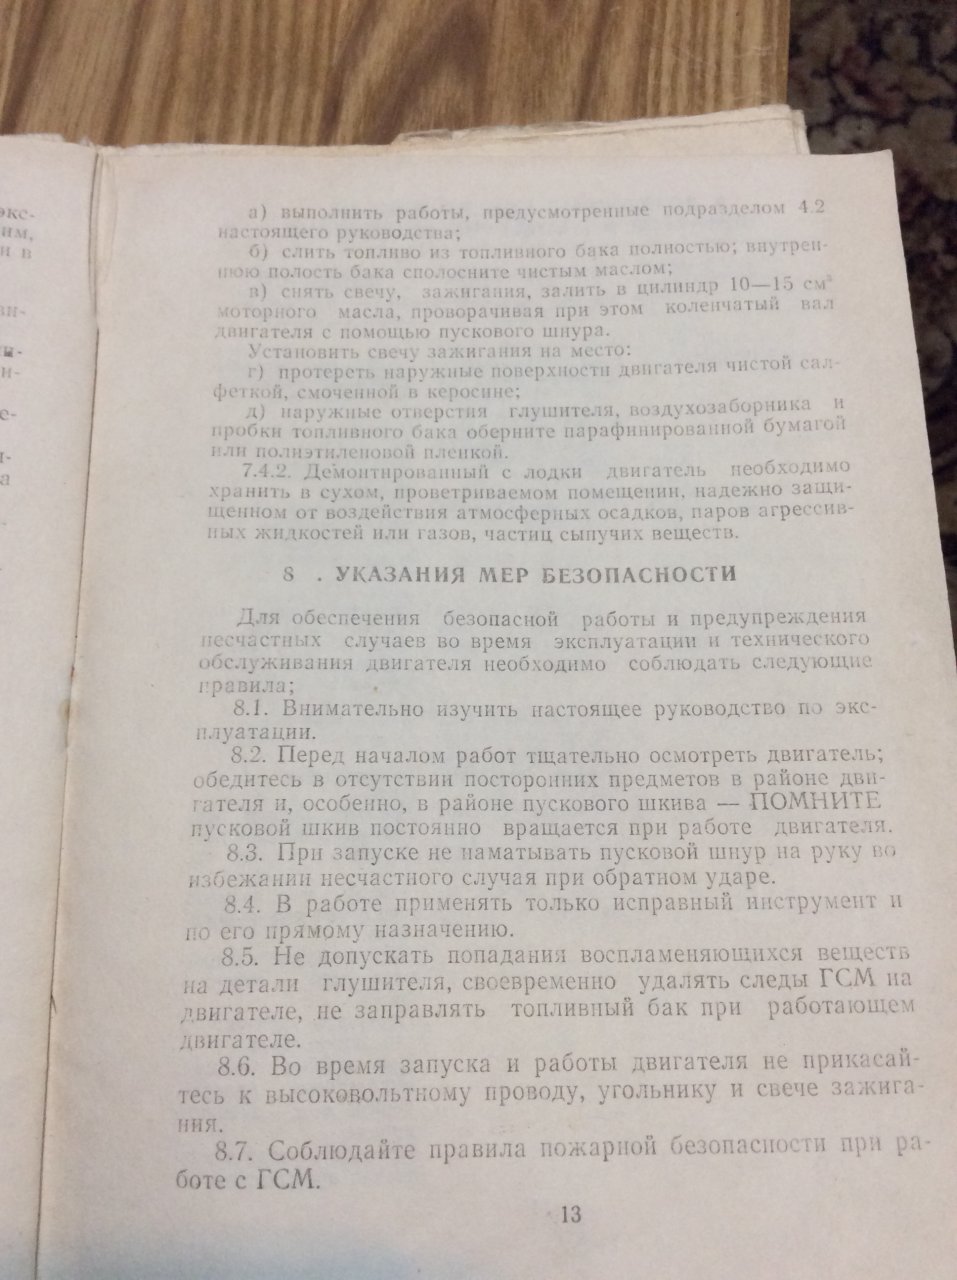 экс-
им,
и в
ви-
ы-
и-
е-
а
а) выполнить работы, предусмотренные подразделом 4.2
настоящего руководства;
б) слить топливо из топливного бака полностью; внутрен-
нюю полость бака сполосните чистым маслом;
в) снять свечу, зажигания, залить в цилиндр 10—15 см³
моторного масла, проворачивая при этом коленчатый вал
двигателя с помощью пускового шнура.
Установить свечу зажигания на место:
г) протереть наружные поверхности двигателя чистой сал-
феткой, смоченной в керосине;
д) наружные отверстия глушителя, воздухозаборника и
пробки топливного бака оберните парафинированной бумагой
или полиэтиленовой пленкой.
7.4.2. Демонтированный с лодки двигатель необходимо
хранить в сухом, проветриваемом помещении, надежно защи-
щенном от воздействия атмосферных осадков, паров агрессив-
ных жидкостей или газов, частиц сыпучих веществ.
8 . УКАЗАНИЯ МЕР БЕЗОПАСНОСТИ
Для обеспечения безопасной работы и предупреждения
несчастных случаев во время эксплуатации и технического
обслуживания двигателя необходимо соблюдать следующие
правила;
8.1. Внимательно изучить настоящее руководство по экс-
плуатации.
8.2. Перед началом работ тщательно осмотреть двигатель;
обедитесь в отсутствии посторонних предметов в районе дви-
гателя и, особенно, в районе пускового шкива — ПОМНИТЕ
пусковой шкив постоянно вращается при работе двигателя.
8.3. При запуске не наматывать пусковой шнур на руку во
избежании несчастного случая при обратном ударе.
8.4. В работе применять только исправный инструмент и
по его прямому назначению.
8.5. Не допускать попадания воспламеняющихся веществ
на детали глушителя, своевременно удалять следы ГСМ на
двигателе, не заправлять топливный бак при работающем
двигателе.
8.6. Во время запуска и работы двигателя не прикасай-
тесь к высоковольтному проводу, угольнику и свече зажига-
ния.
8.7. Соблюдайте правила пожарной безопасности при ра-
боте с ГСМ.
13